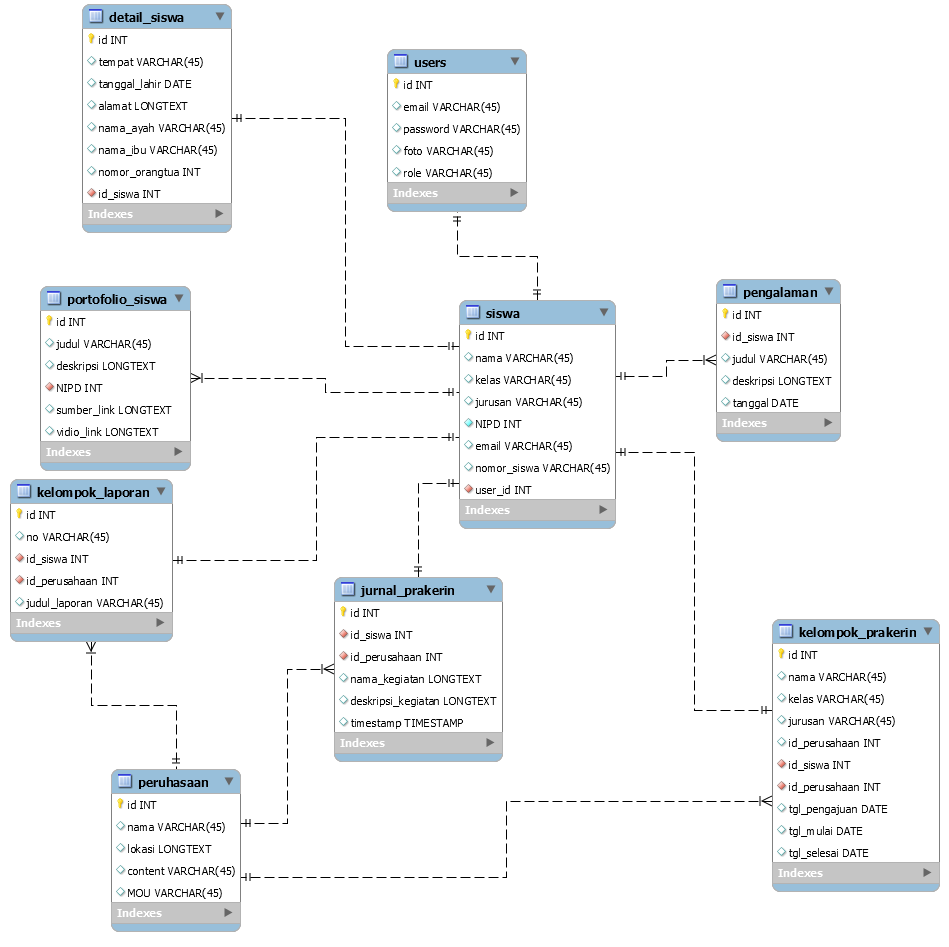 detail_siswa
id INT
tempat VARCHAR(45)
tanggal_lahir DATE
alamat LONGTEXT
nama_ayah VARCHAR(45)
nama_ibu VARCHAR(45)
nomor_orangtua INT
id_siswa INT
Indexes
users
id INT
email VARCHAR(45)
password VARCHAR(45)
foto VARCHAR(45)
role VARCHAR(45)
Indexes
portofolio_siswa
id INT
judul VARCHAR(45)
deskripsi LONGTEXT
NIPD INT
sumber_link LONGTEXT
vidio_link LONGTEXT
Indexes
siswa
id INT
nama VARCHAR(45)
kelas VARCHAR(45)
jurusan VARCHAR(45)
NIPD INT
email VARCHAR(45)
nomor_siswa VARCHAR(45)
user_id INT
Indexes
pengalaman
id INT
id_siswa INT
judul VARCHAR(45)
deskripsi LONGTEXT
tanggal DATE
Indexes
kelompok_laporan
id INT
no VARCHAR(45)
id_siswa INT
id_perusahaan INT
judul_laporan VARCHAR(45)
Indexes
jurnal_prakerin
id INT
id_siswa INT
id_perusahaan INT
nama_kegiatan LONGTEXT
deskripsi_kegiatan LONGTEXT
timestamp TIMESTAMP
Indexes
kelompok_prakerin
id INT
nama VARCHAR(45)
kelas VARCHAR(45)
jurusan VARCHAR(45)
id_perusahaan INT
id_siswa INT
id_perusahaan INT
tgl_pengajuan DATE
tgl_mulai DATE
tgl_selesai DATE
Indexes
peruhasaan
id INT
nama VARCHAR(45)
lokasi LONGTEXT
content VARCHAR(45)
MOU VARCHAR(45)
Indexes